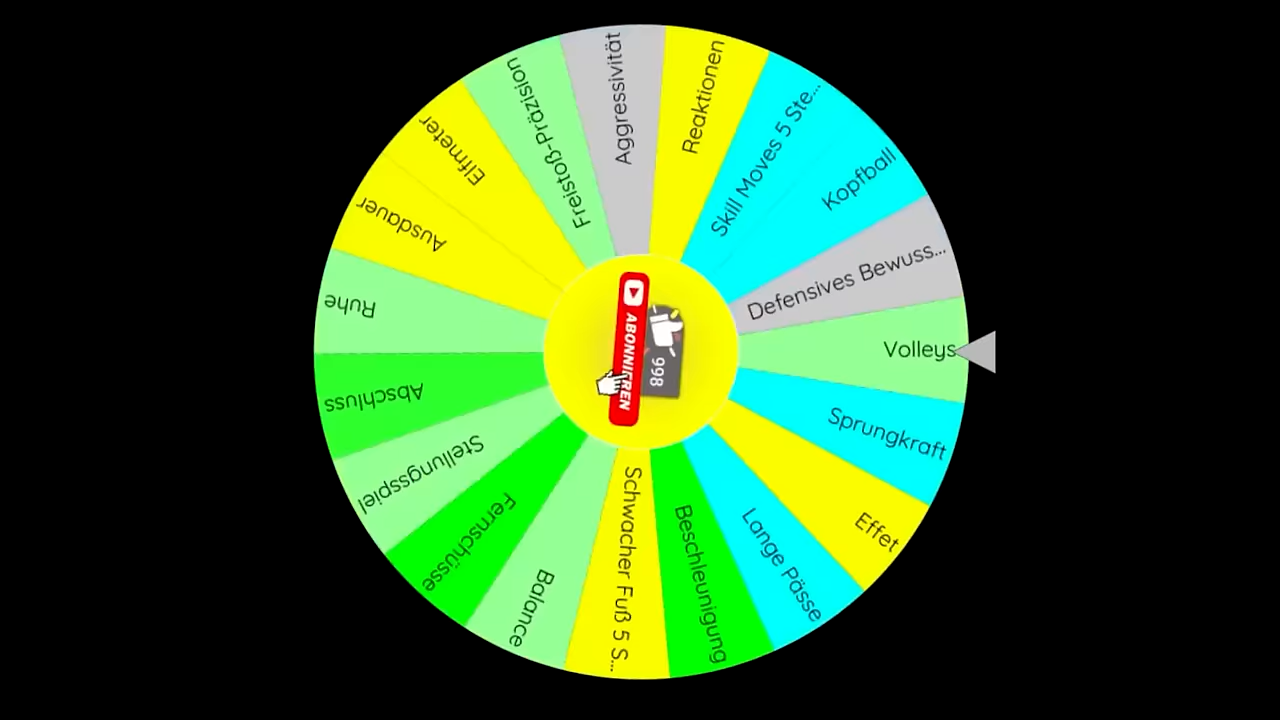 Aggressivität
Reaktionen
Skill Moves 5 Ste...
Kopfball
Defensives Bewuss...
Volleys
Sprungkraft
Effet
Lange Pässe
Beschleunigung
Schwacher Fuß 5 S...
Balance
Fernschüsse
Stellungsspiel
Abschluss
Ruhe
Ausdauer
Elfmeter
Freistoß-Präzision
ABONNIEREN
998